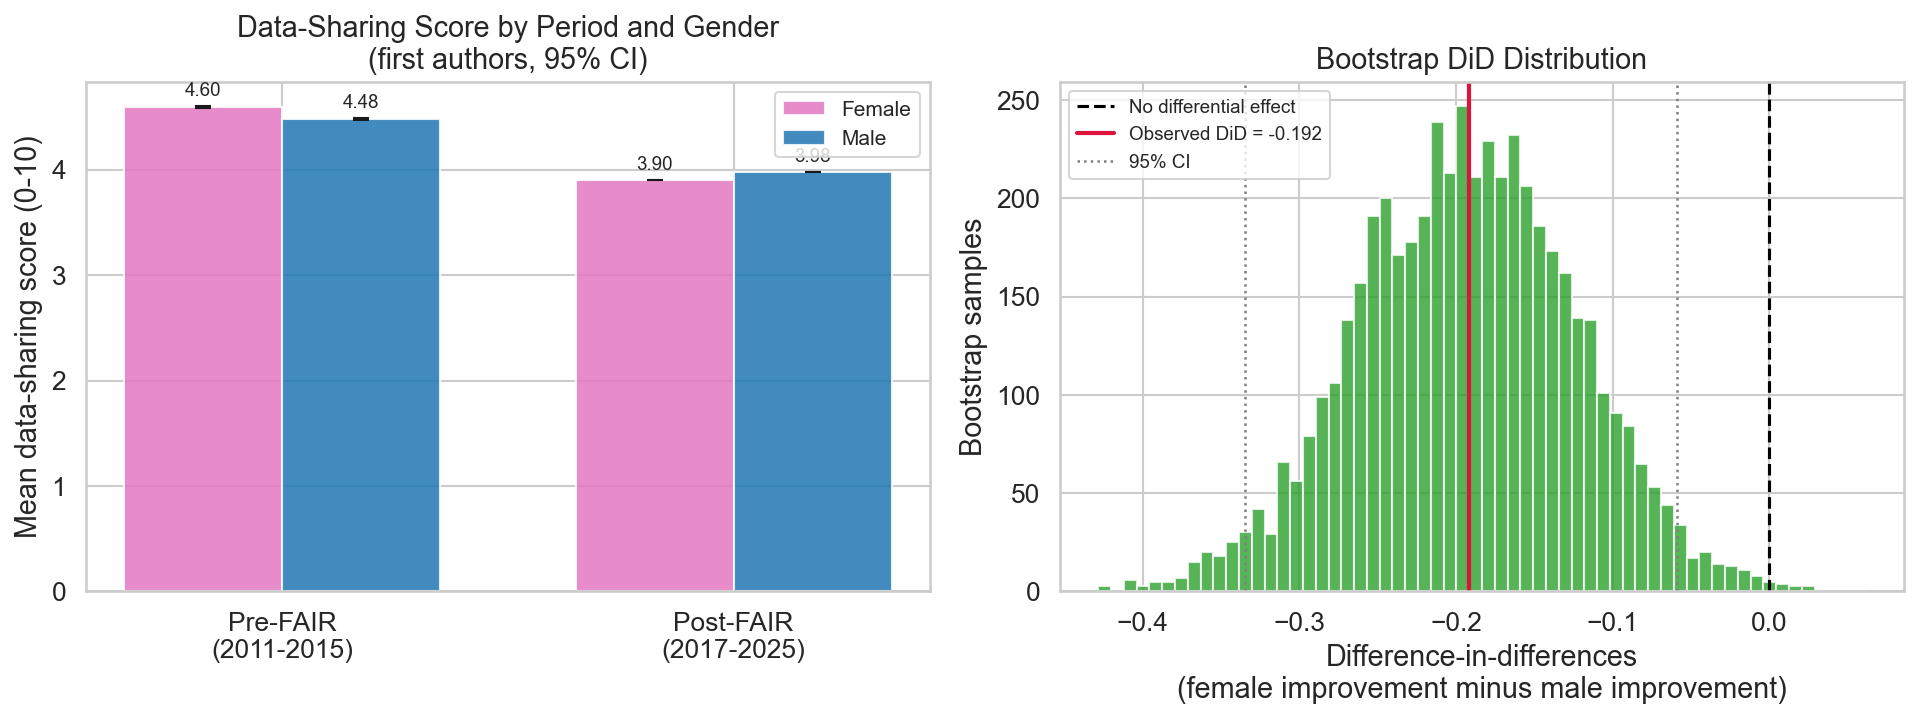 Data-Sharing Score by Period and Gender
(first authors, 95% CI)
Mean data-sharing score (0-10)
4
3
2
1
0
4.60
4.48
3.90
3.98
Female
Male
Pre-FAIR
(2011-2015)
Post-FAIR
(2017-2025)
Bootstrap DiD Distribution
Bootstrap samples
250
200
150
100
50
0
No differential effect
Observed DiD = -0.192
95% CI
−0.4
−0.3
−0.2
−0.1
0.0
Difference-in-differences
(female improvement minus male improvement)